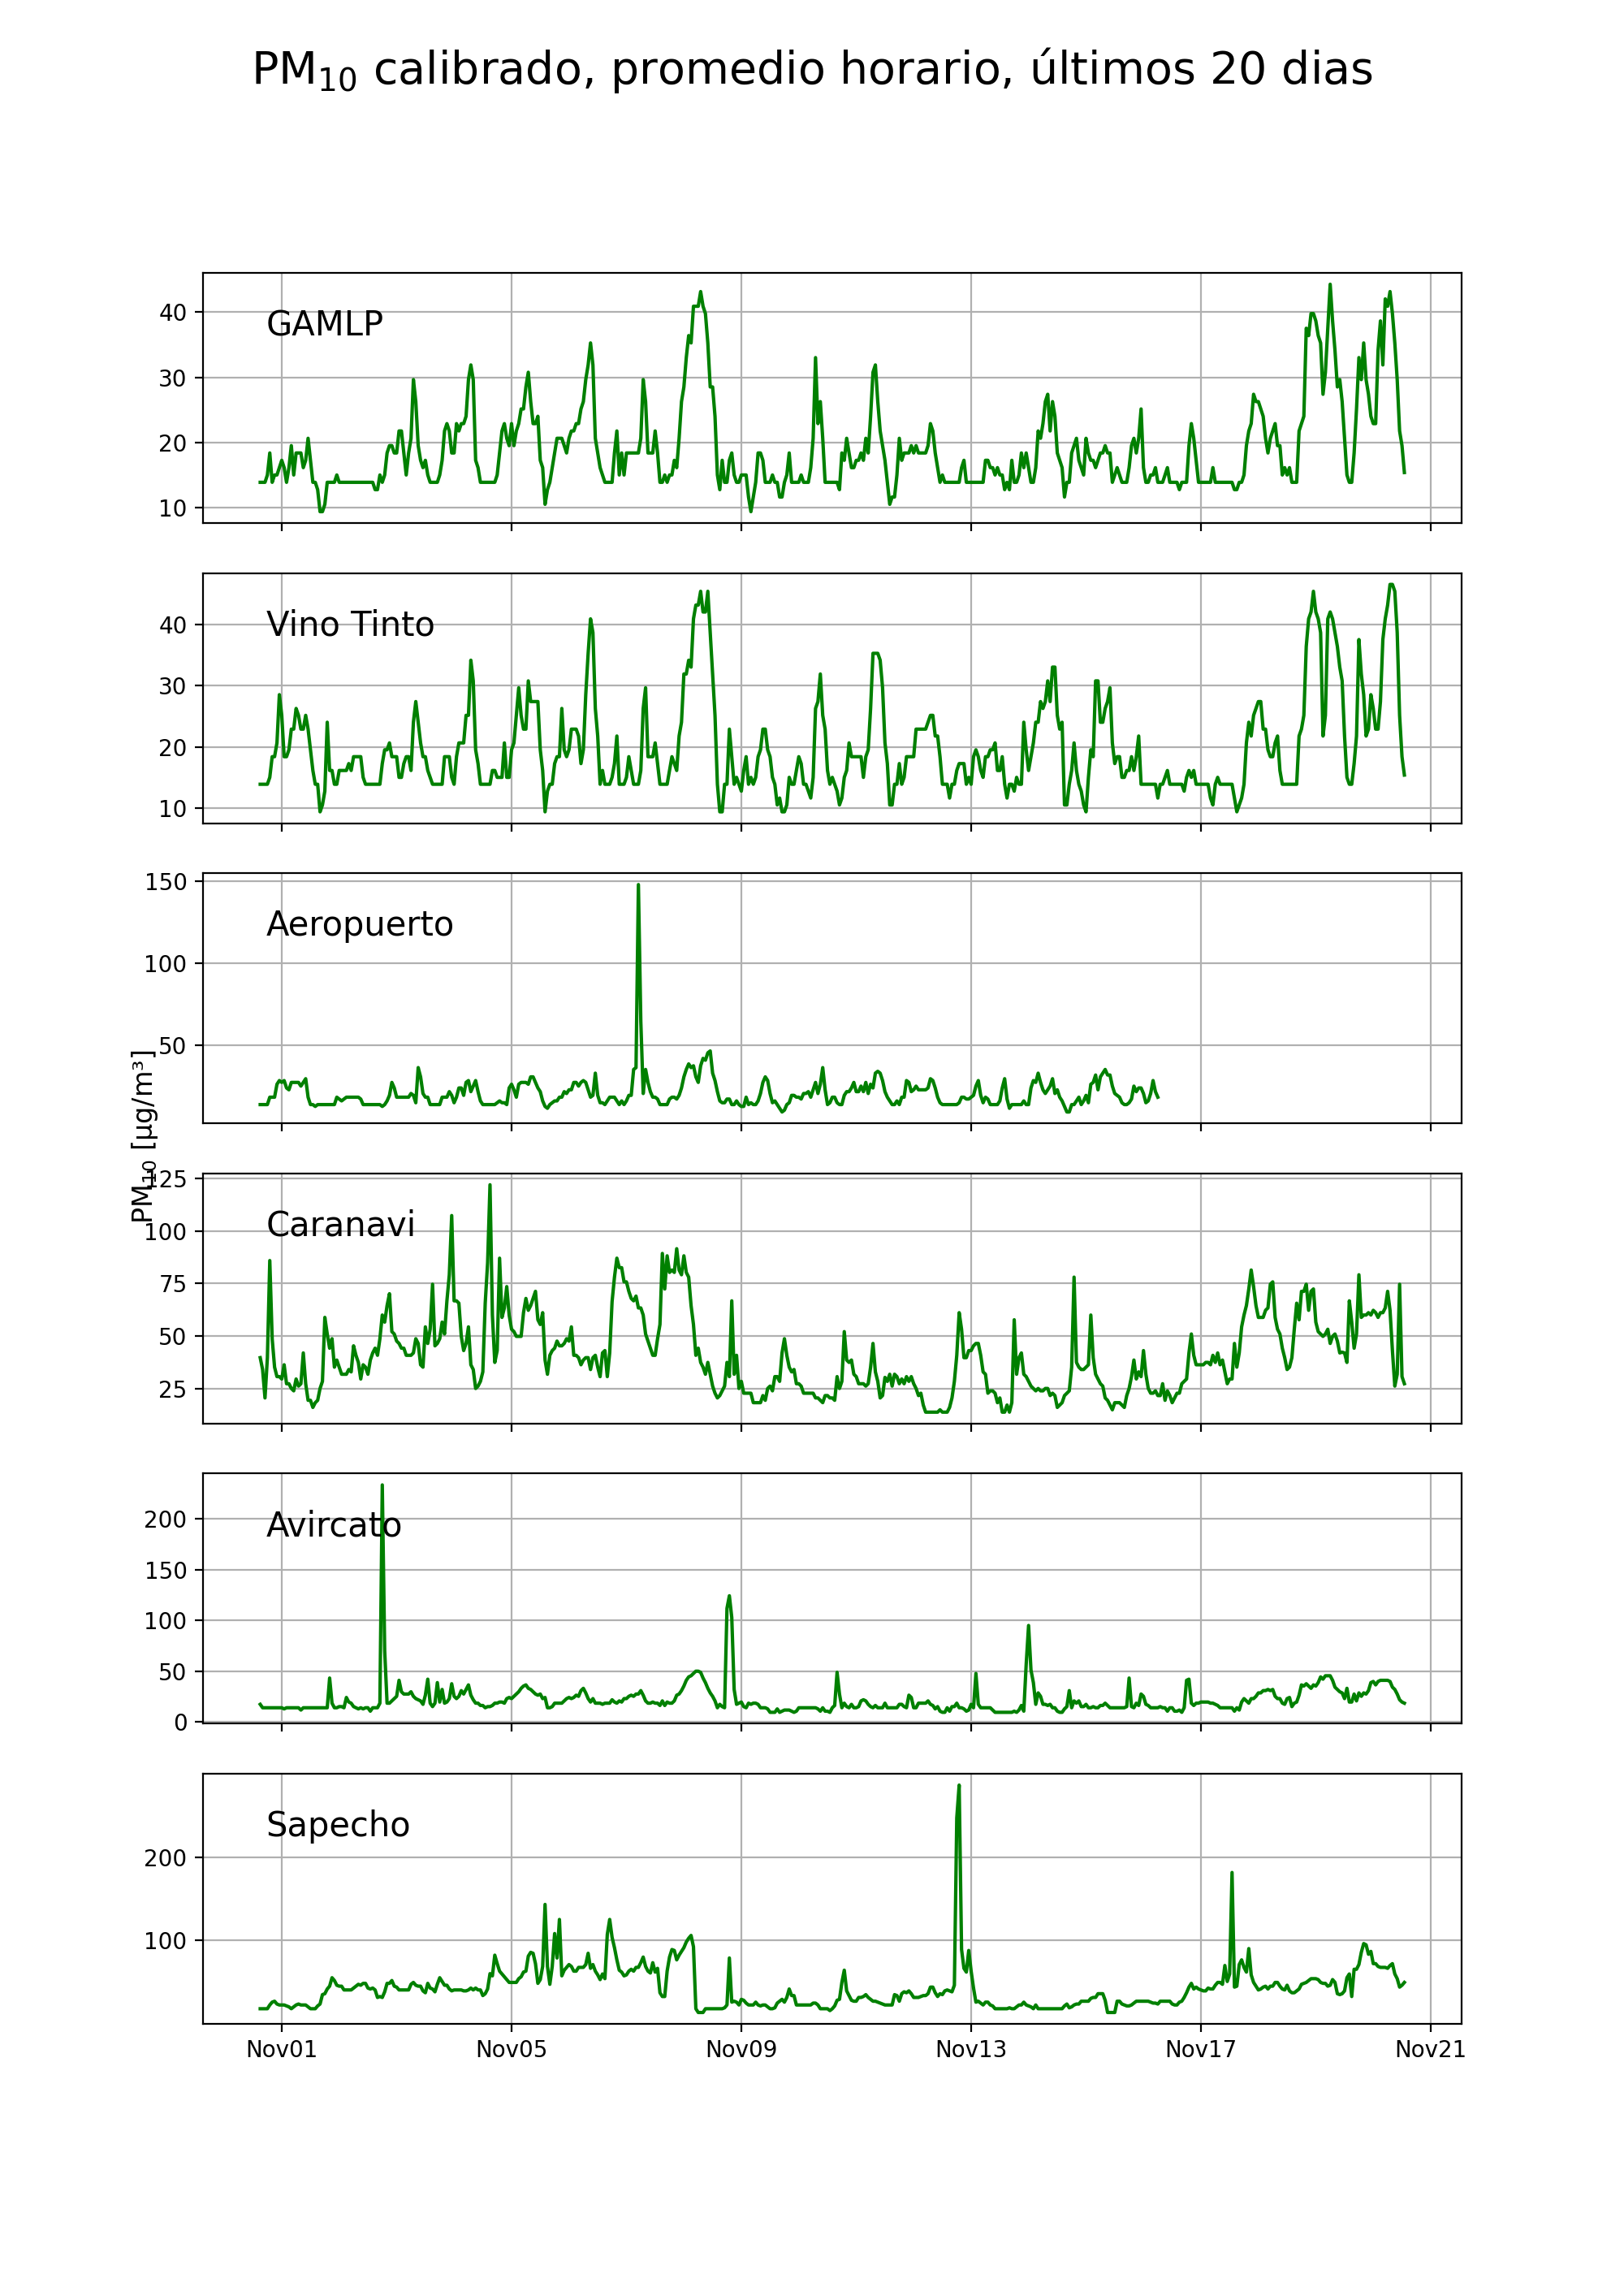 PM₁₀ calibrado, promedio horario, últimos 20 dias
GAMLP
40
30
20
10
Vino Tinto
40
30
20
10
Aeropuerto
150
100
50
PM₁₀ [µg/m³]
Caranavi
125
100
75
50
25
Avircato
200
150
100
50
0
Sapecho
200
100
Nov01 Nov05 Nov09 Nov13 Nov17 Nov21